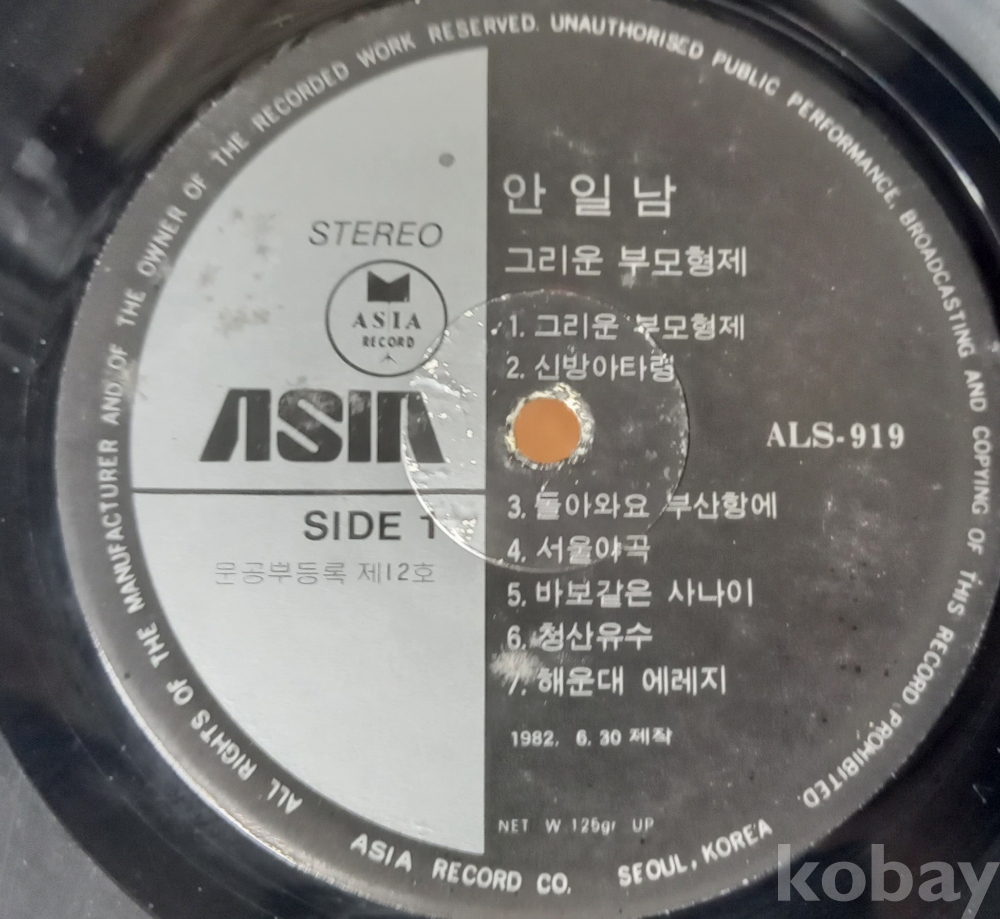 ALL RIGHTS OF THE MANUFACTURER AND OF THE OWNER OF THE RECORDED WORK RESERVED. UNAUTHORISED PUBLIC PERFORMANCE, BROADCASTING AND COPYING OF THIS RECORD PROHIBITED.
STEREO
ASIA
RECORD
ASIA
SIDE 1
문공부등록 제12호
안일남
그리운 부모형제
1. 그리운 부모형제
2. 신방아타령
ALS-919
3. 돌아와요 부산항에
4. 서울야곡
5. 바보같은 사나이
6. 청산유수
7. 해운대 에레지
1982. 6. 30 제작
NET W. 125gr UP
ASIA RECORD CO. SEOUL, KOREA
kobay